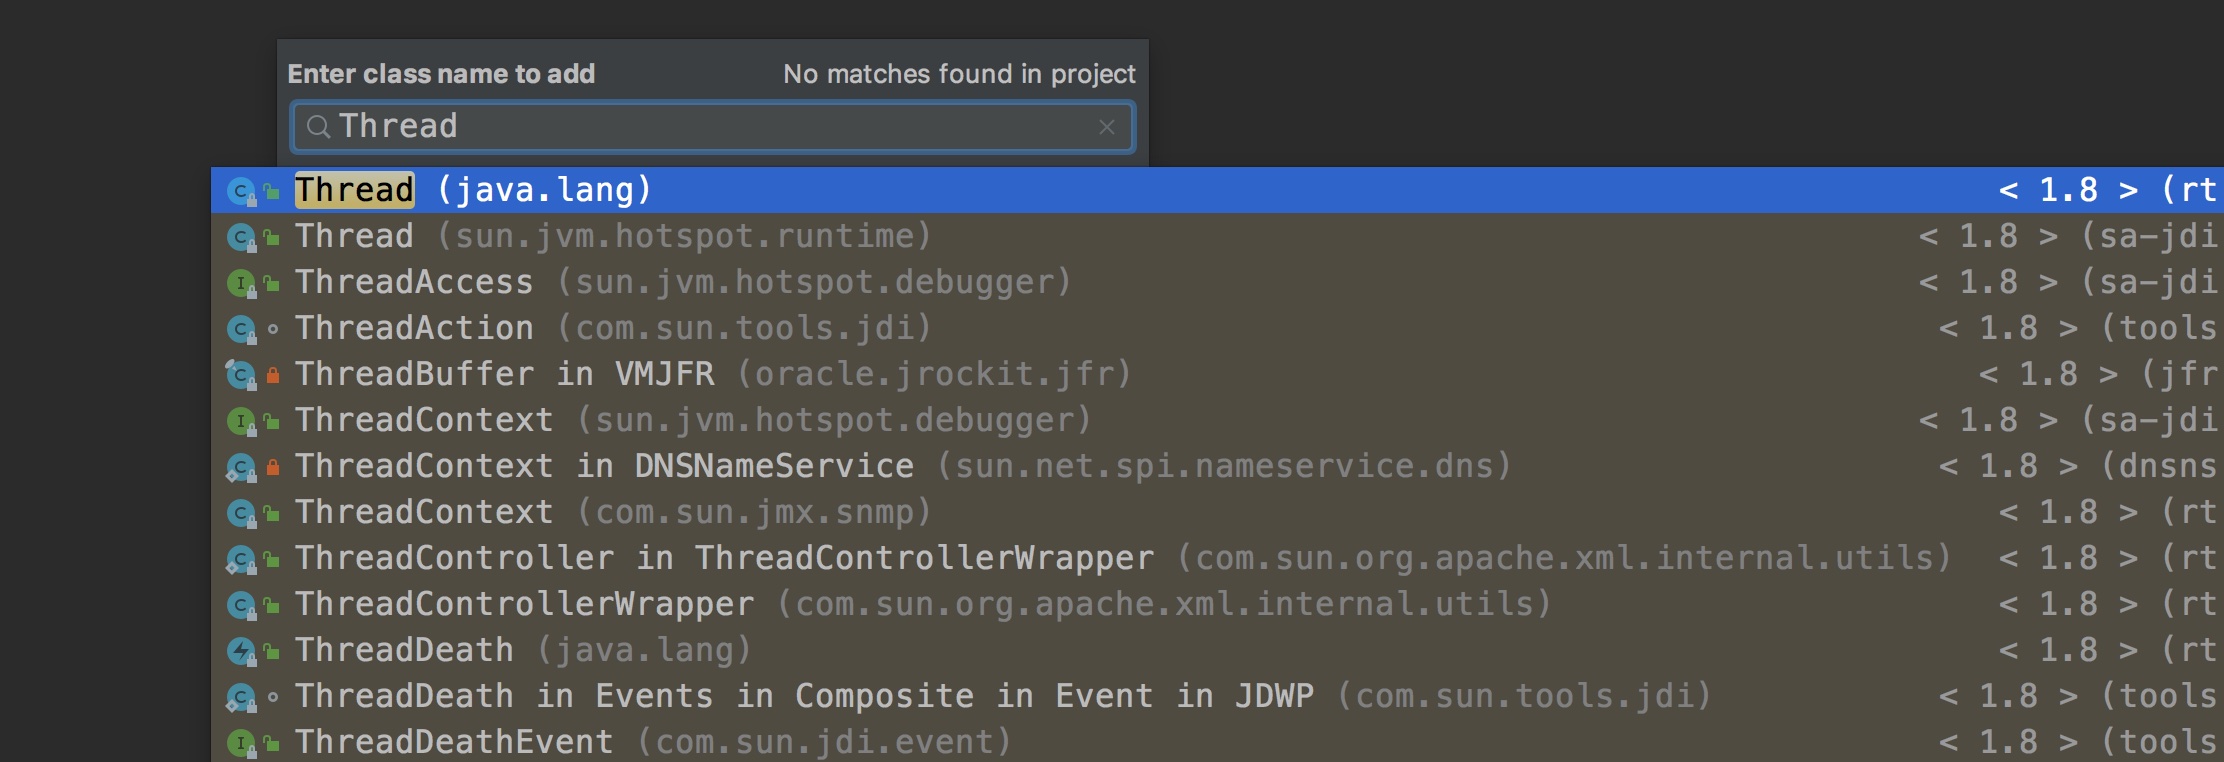 Enter class name to add No matches found in project
Thread
Thread (java.lang) < 1.8 > (rt
Thread (sun.jvm.hotspot.runtime) < 1.8 > (sa-jdi
ThreadAccess (sun.jvm.hotspot.debugger) < 1.8 > (sa-jdi
ThreadAction (com.sun.tools.jdi) < 1.8 > (tools
ThreadBuffer in VMJFR (oracle.jrockit.jfr) < 1.8 > (jfr
ThreadContext (sun.jvm.hotspot.debugger) < 1.8 > (sa-jdi
ThreadContext in DNSNameService (sun.net.spi.nameservice.dns) < 1.8 > (dnsns
ThreadContext (com.sun.jmx.snmp) < 1.8 > (rt
ThreadController in ThreadControllerWrapper (com.sun.org.apache.xml.internal.utils) < 1.8 > (rt
ThreadControllerWrapper (com.sun.org.apache.xml.internal.utils) < 1.8 > (rt
ThreadDeath (java.lang) < 1.8 > (rt
ThreadDeath in Events in Composite in Event in JDWP (com.sun.tools.jdi) < 1.8 > (tools
ThreadDeathEvent (com.sun.jdi.event) < 1.8 > (tools